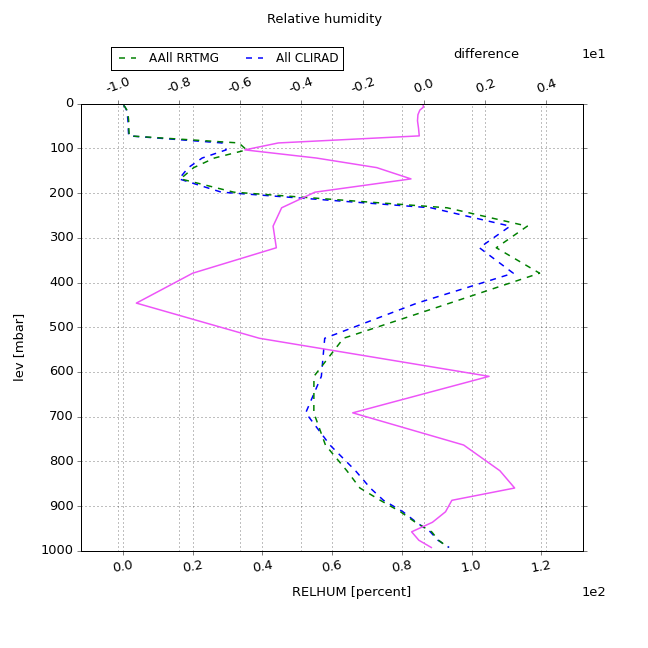 Relative humidity
AAll RRTMG All CLIRAD
difference 1e1
-1.0 -0.8 -0.6 -0.4 -0.2 0.0 0.2 0.4
0
100
200
300
400
500
600
700
800
900
1000
lev [mbar]
0.0 0.2 0.4 0.6 0.8 1.0 1.2
RELHUM [percent] 1e2